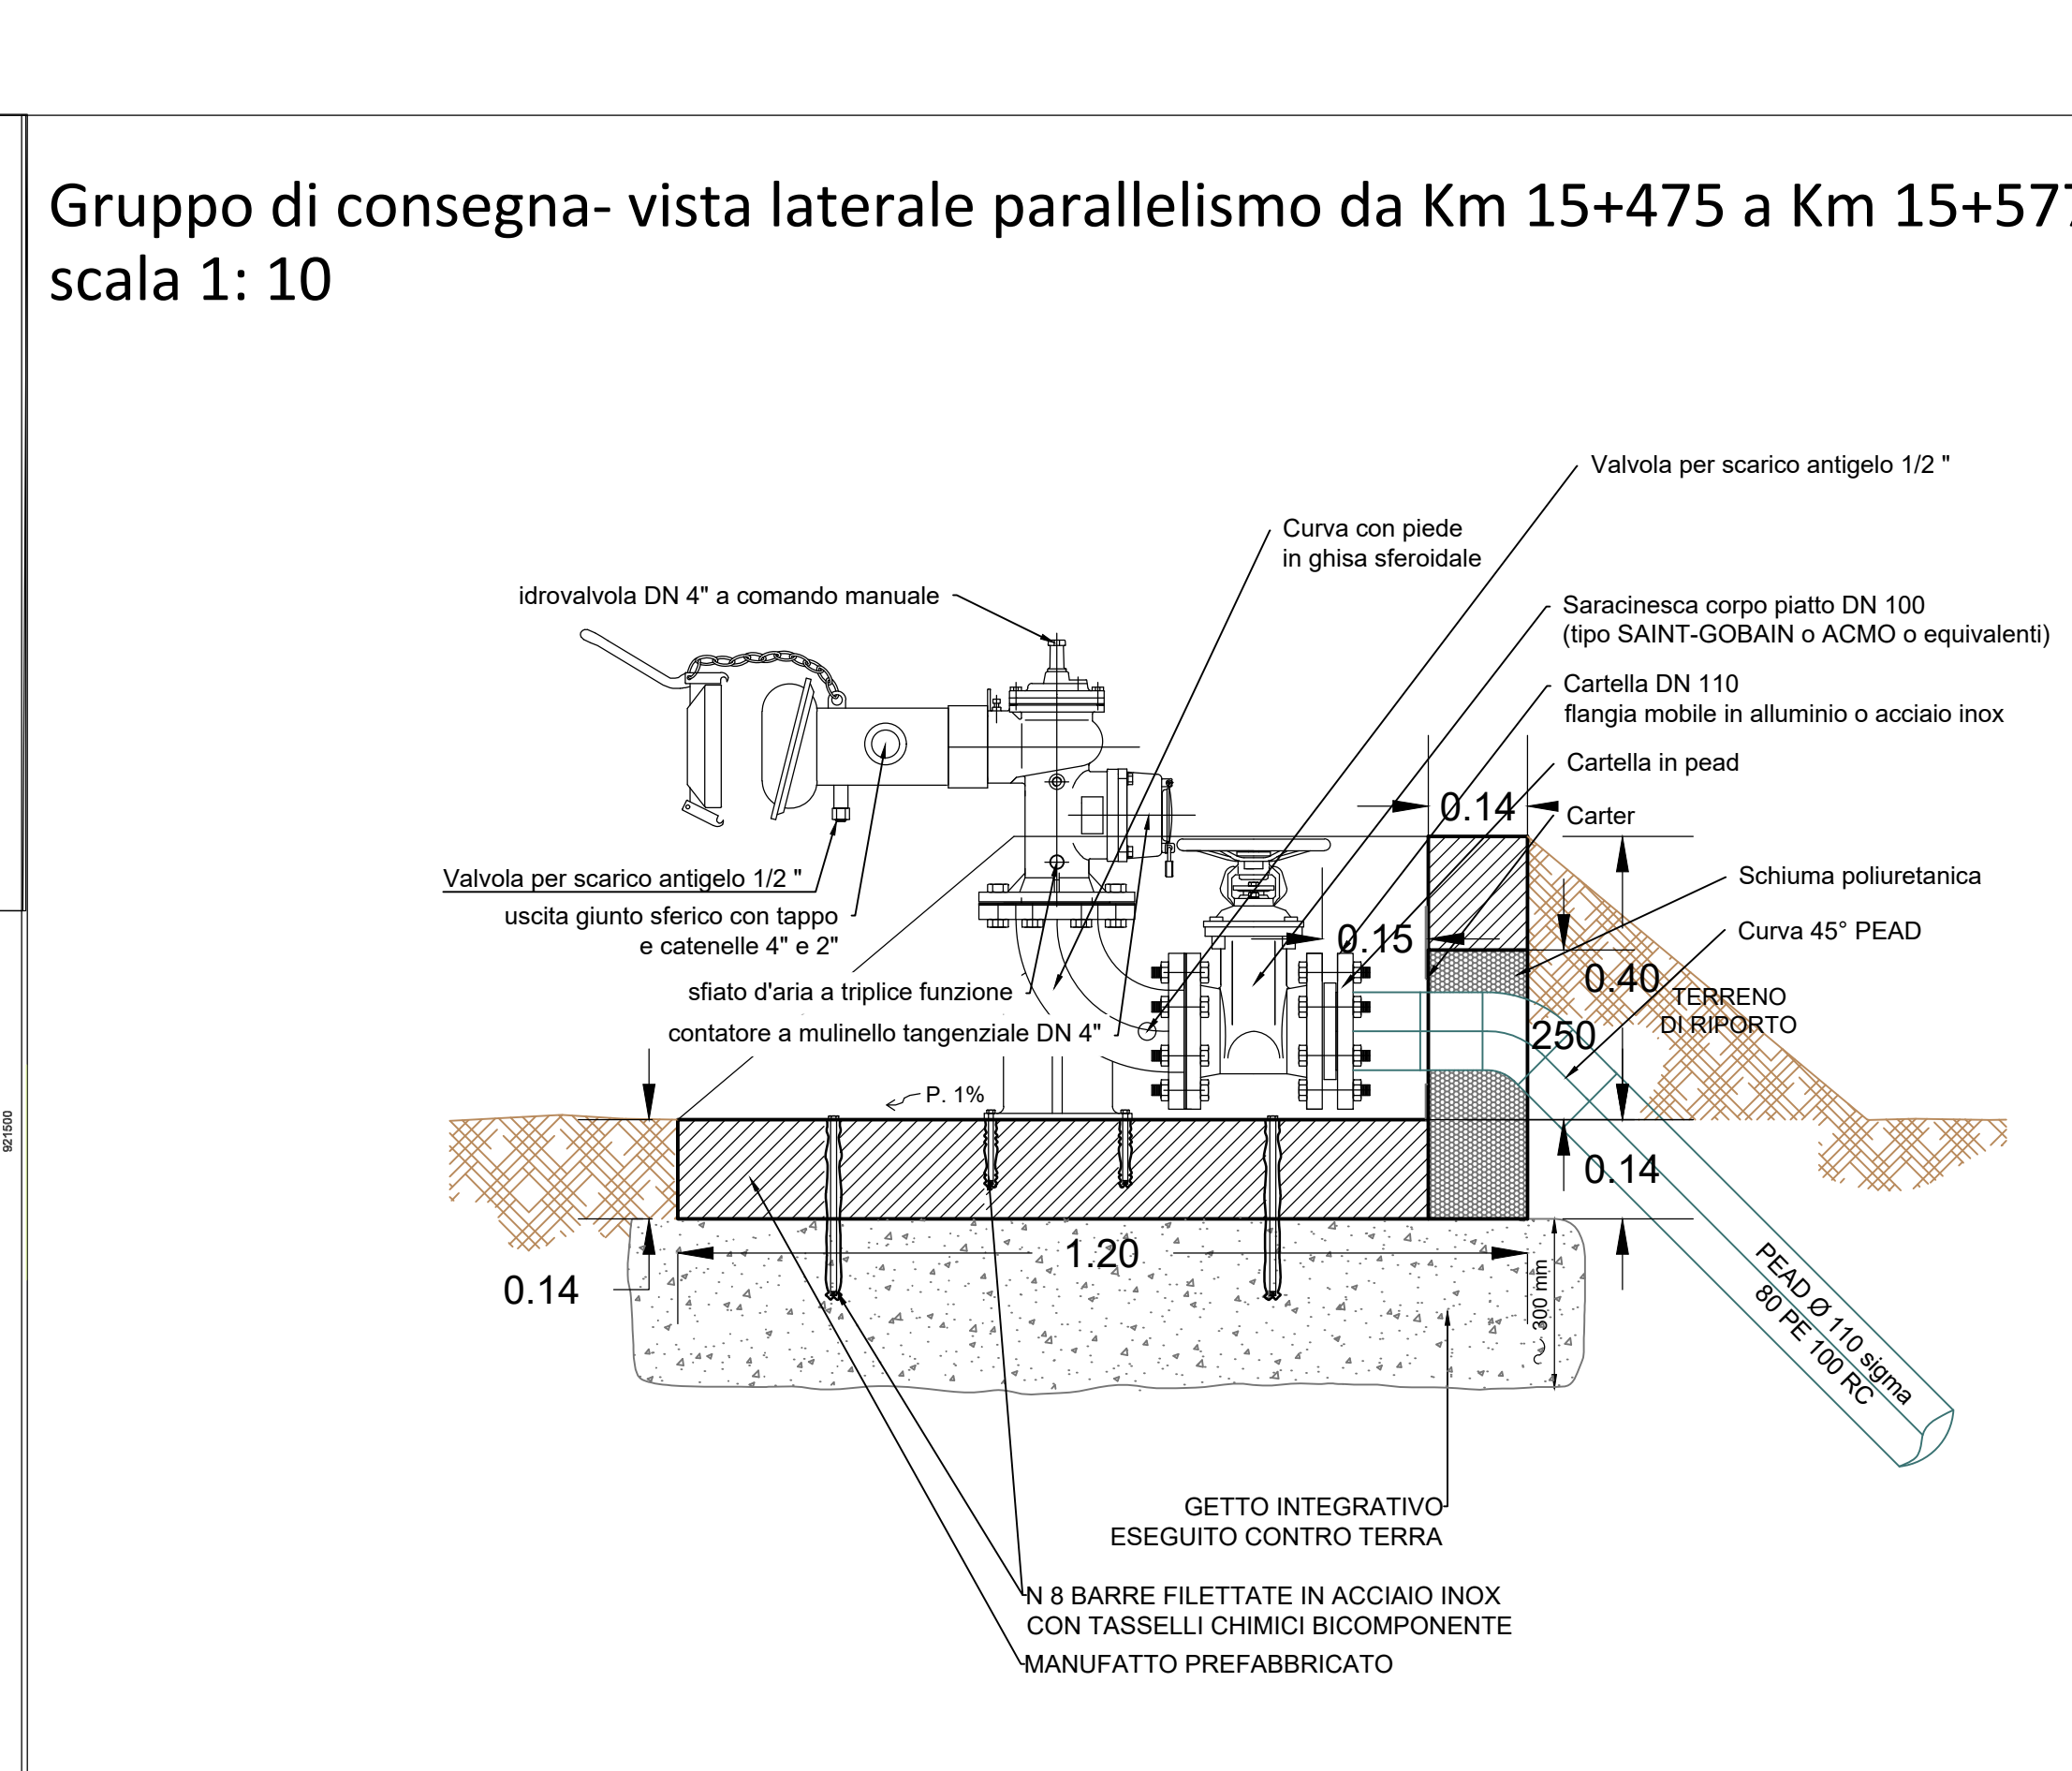 Gruppo di consegna- vista laterale parallelismo da Km 15+475 a Km 15+577
scala 1: 10
Valvola per scarico antigelo 1/2 "
Curva con piede
in ghisa sferoidale
idrovalvola DN 4" a comando manuale
Saracinesca corpo piatto DN 100
(tipo SAINT-GOBAIN o ACMO o equivalenti)
Cartella DN 110
flangia mobile in alluminio o acciaio inox
Cartella in pead
0.14
Carter
Valvola per scarico antigelo 1/2 "
Schiuma poliuretanica
uscita giunto sferico con tappo
e catenelle 4" e 2"
0.15
Curva 45° PEAD
0.40
sfiato d'aria a triplice funzione
TERRENO
DI RIPORTO
contatore a mulinello tangenziale DN 4"
250
P. 1%
921500
0.14
1.20
0.14
300 mm
PEAD Ø 110 sigma
80 PE 100 RC
GETTO INTEGRATIVO
ESEGUITO CONTRO TERRA
N 8 BARRE FILETTATE IN ACCIAIO INOX
CON TASSELLI CHIMICI BICOMPONENTE
MANUFATTO PREFABBRICATO